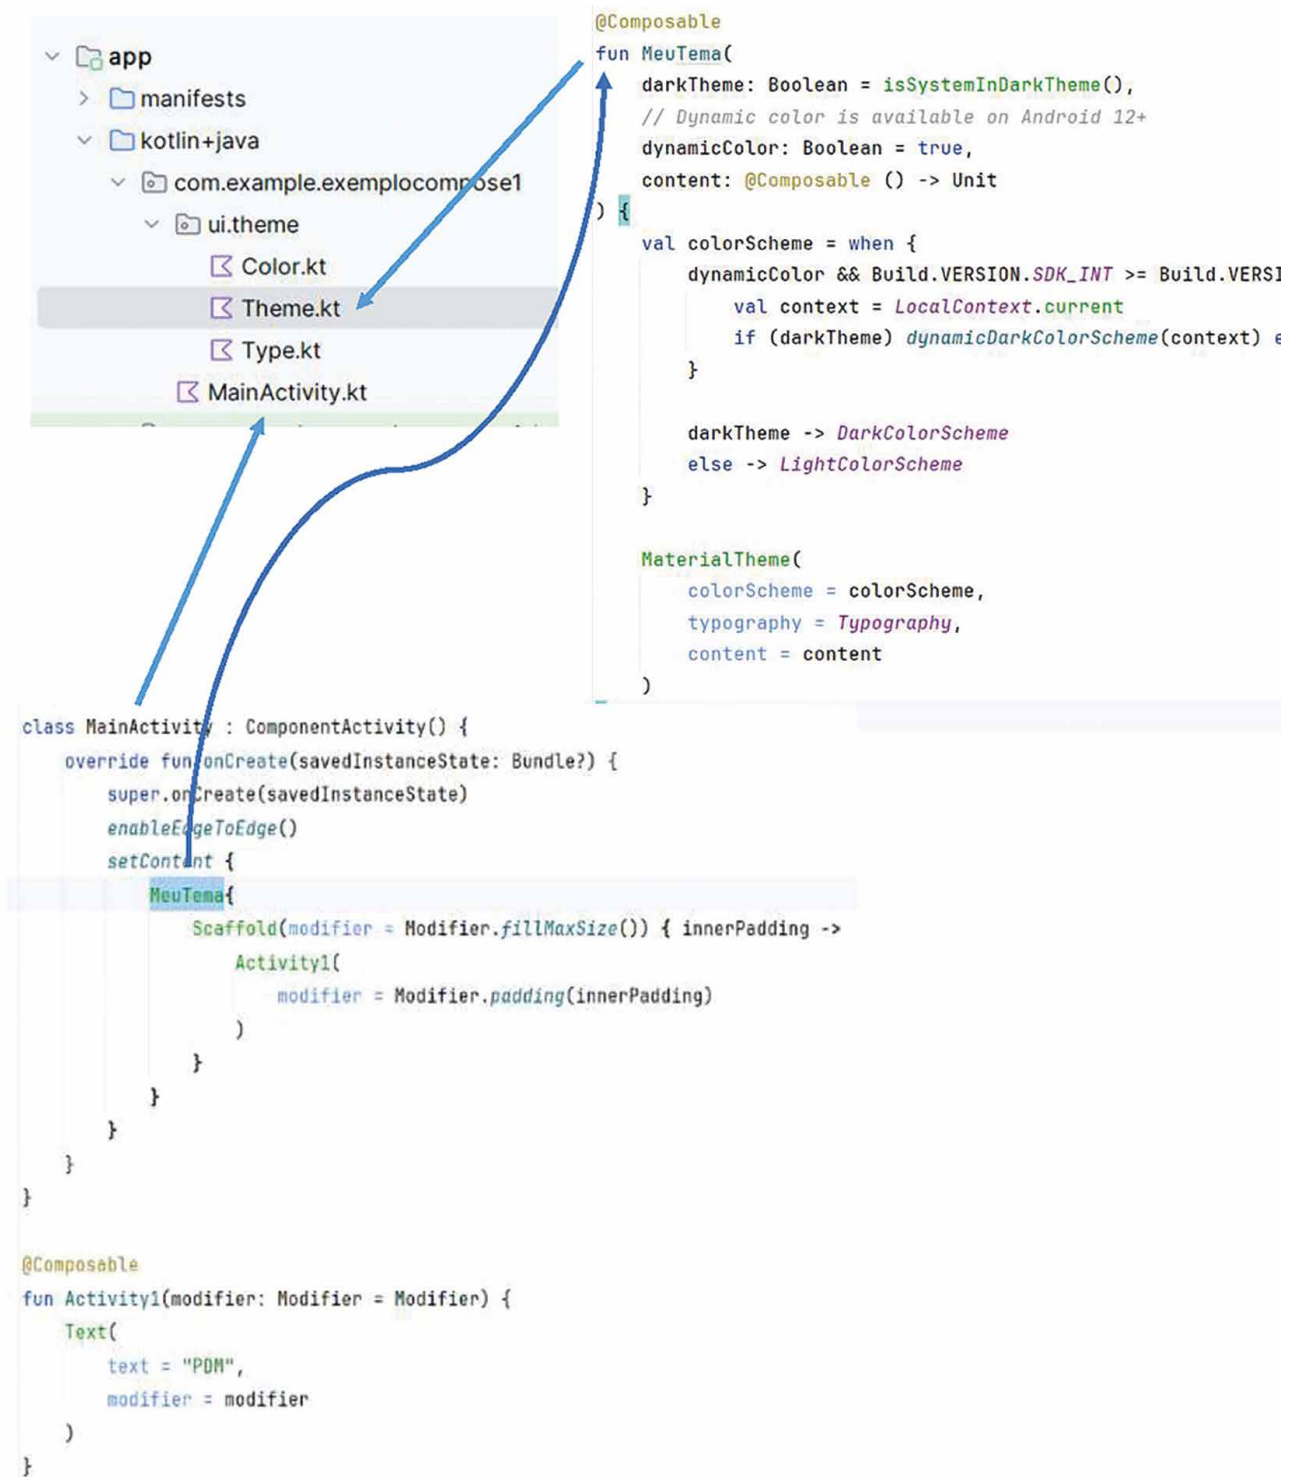 app
manifests
kotlin+java
com.example.exemplocompose1
ui.theme
Color.kt
Theme.kt
Type.kt
MainActivity.kt
@Composable
fun MeuTema(
    darkTheme: Boolean = isSystemInDarkTheme(),
    // Dynamic color is available on Android 12+
    dynamicColor: Boolean = true,
    content: @Composable () -> Unit
) {
    val colorScheme = when {
        dynamicColor && Build.VERSION.SDK_INT >= Build.VERSI
            val context = LocalContext.current
            if (darkTheme) dynamicDarkColorScheme(context) e
        }
        darkTheme -> DarkColorScheme
        else -> LightColorScheme
    }
    MaterialTheme(
        colorScheme = colorScheme,
        typography = Typography,
        content = content
    )
class MainActivity : ComponentActivity() {
    override fun onCreate(savedInstanceState: Bundle?) {
        super.onCreate(savedInstanceState)
        enableEdgeToEdge()
        setContent {
            MeuTema{
                Scaffold(modifier = Modifier.fillMaxSize()) { innerPadding ->
                    Activity1(
                        modifier = Modifier.padding(innerPadding)
                    )
                }
            }
        }
    }
}
@Composable
fun Activity1(modifier: Modifier = Modifier) {
    Text(
        text = "PDM",
        modifier = modifier
    )
}